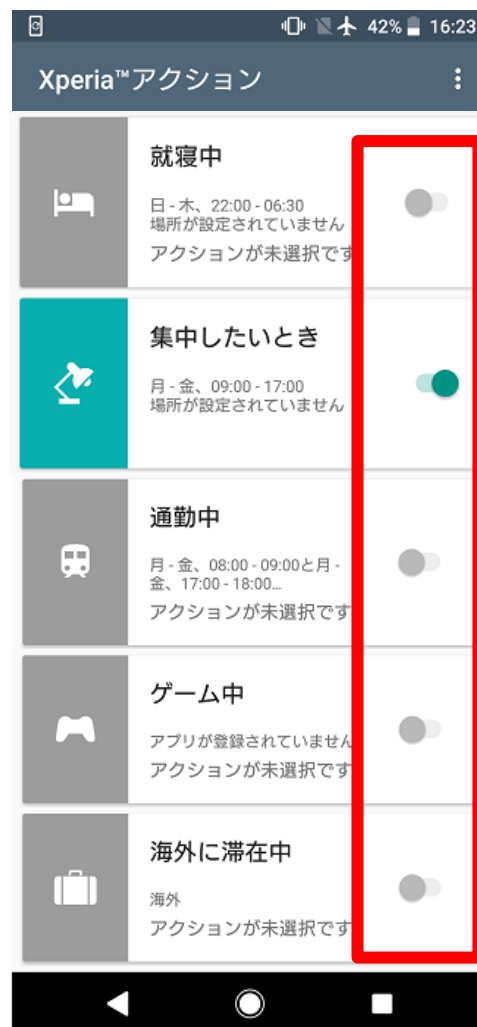 42% 16:23
Xperia™アクション
就寝中
日 - 木、22:00 - 06:30
場所が設定されていません
アクションが未選択です
集中したいとき
月 - 金、09:00 - 17:00
場所が設定されていません
通勤中
月 - 金、08:00 - 09:00と月 -
金、17:00 - 18:00...
アクションが未選択です
ゲーム中
アプリが登録されていません
アクションが未選択です
海外に滞在中
海外
アクションが未選択です